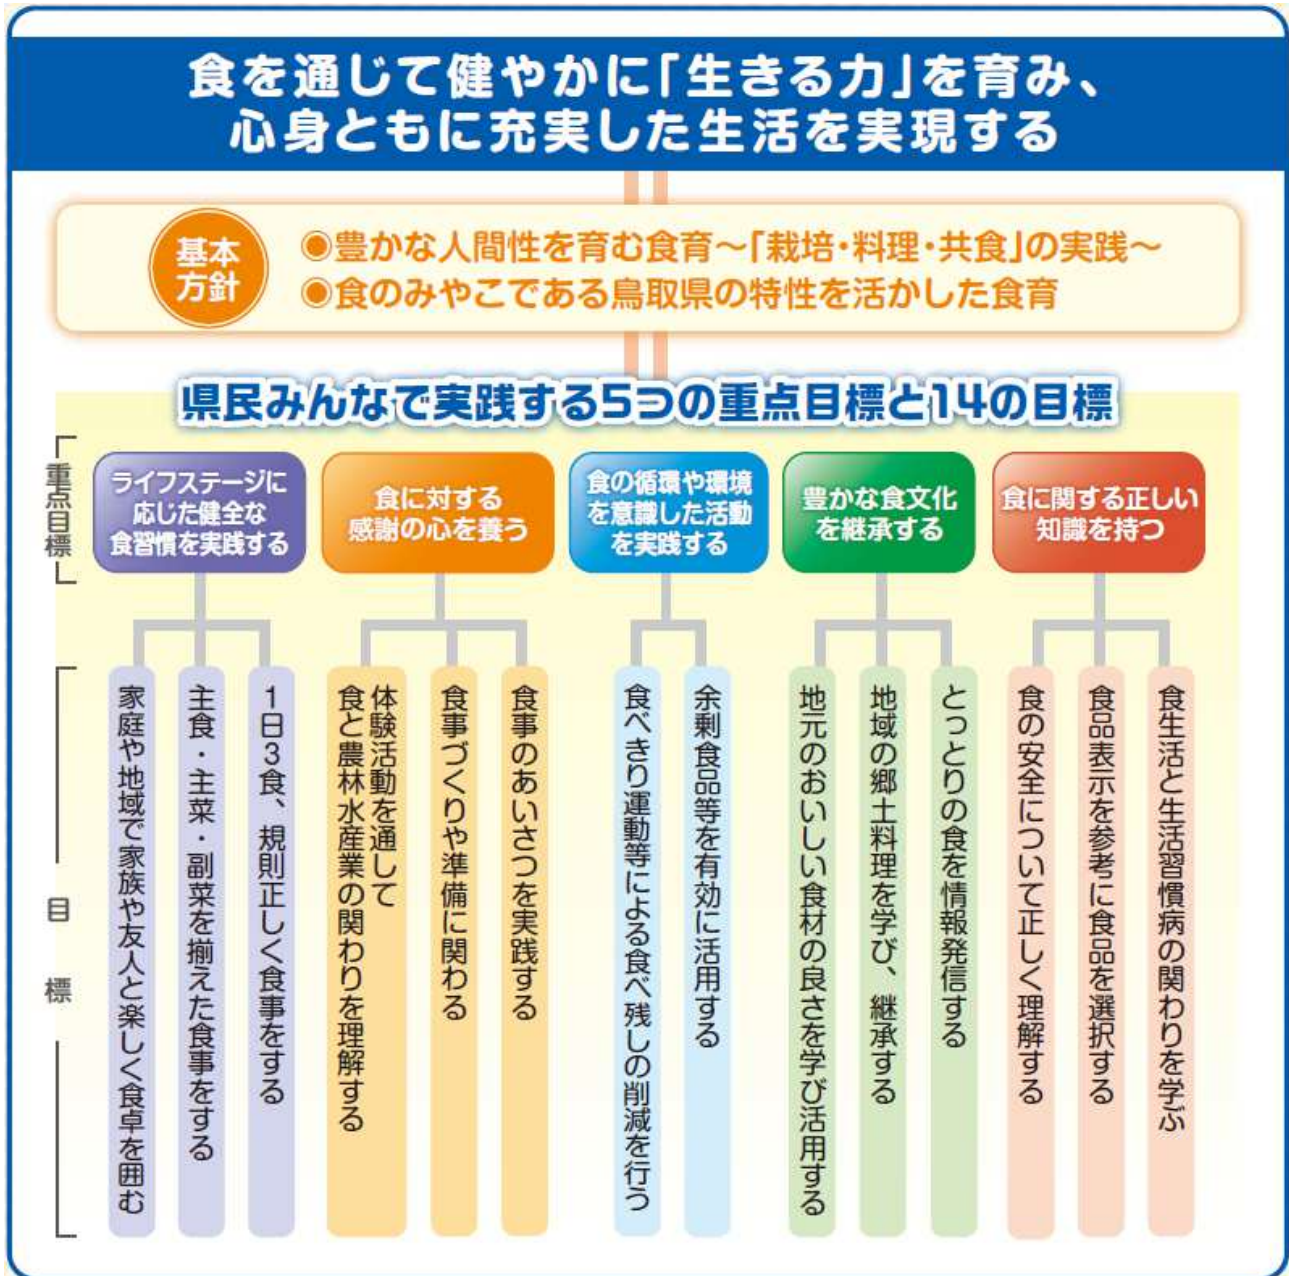 食を通じて健やかに「生きる力」を育み、
心身ともに充実した生活を実現する
基本
方針
◉豊かな人間性を育む食育～「栽培・料理・共食」の実践～
◉食のみやこである鳥取県の特性を活かした食育
県民みんなで実践する5つの重点目標と14の目標
重点目標
ライフステージに
応じた健全な
食習慣を実践する
食に対する
感謝の心を養う
食の循環や環境
を意識した活動
を実践する
豊かな食文化
を継承する
食に関する正しい
知識を持つ
目標
1日3食、規則正しく食事をする
主食・主菜・副菜を揃えた食事をする
家庭や地域で家族や友人と楽しく食卓を囲む
食事のあいさつを実践する
食事づくりや準備に関わる
体験活動を通して
食と農林水産業の関わりを理解する
余剰食品等を有効に活用する
食べきり運動等による食べ残しの削減を行う
とっとりの食を情報発信する
地域の郷土料理を学び、継承する
地元のおいしい食材の良さを学び活用する
食生活と生活習慣病の関わりを学ぶ
食品表示を参考に食品を選択する
食の安全について正しく理解する